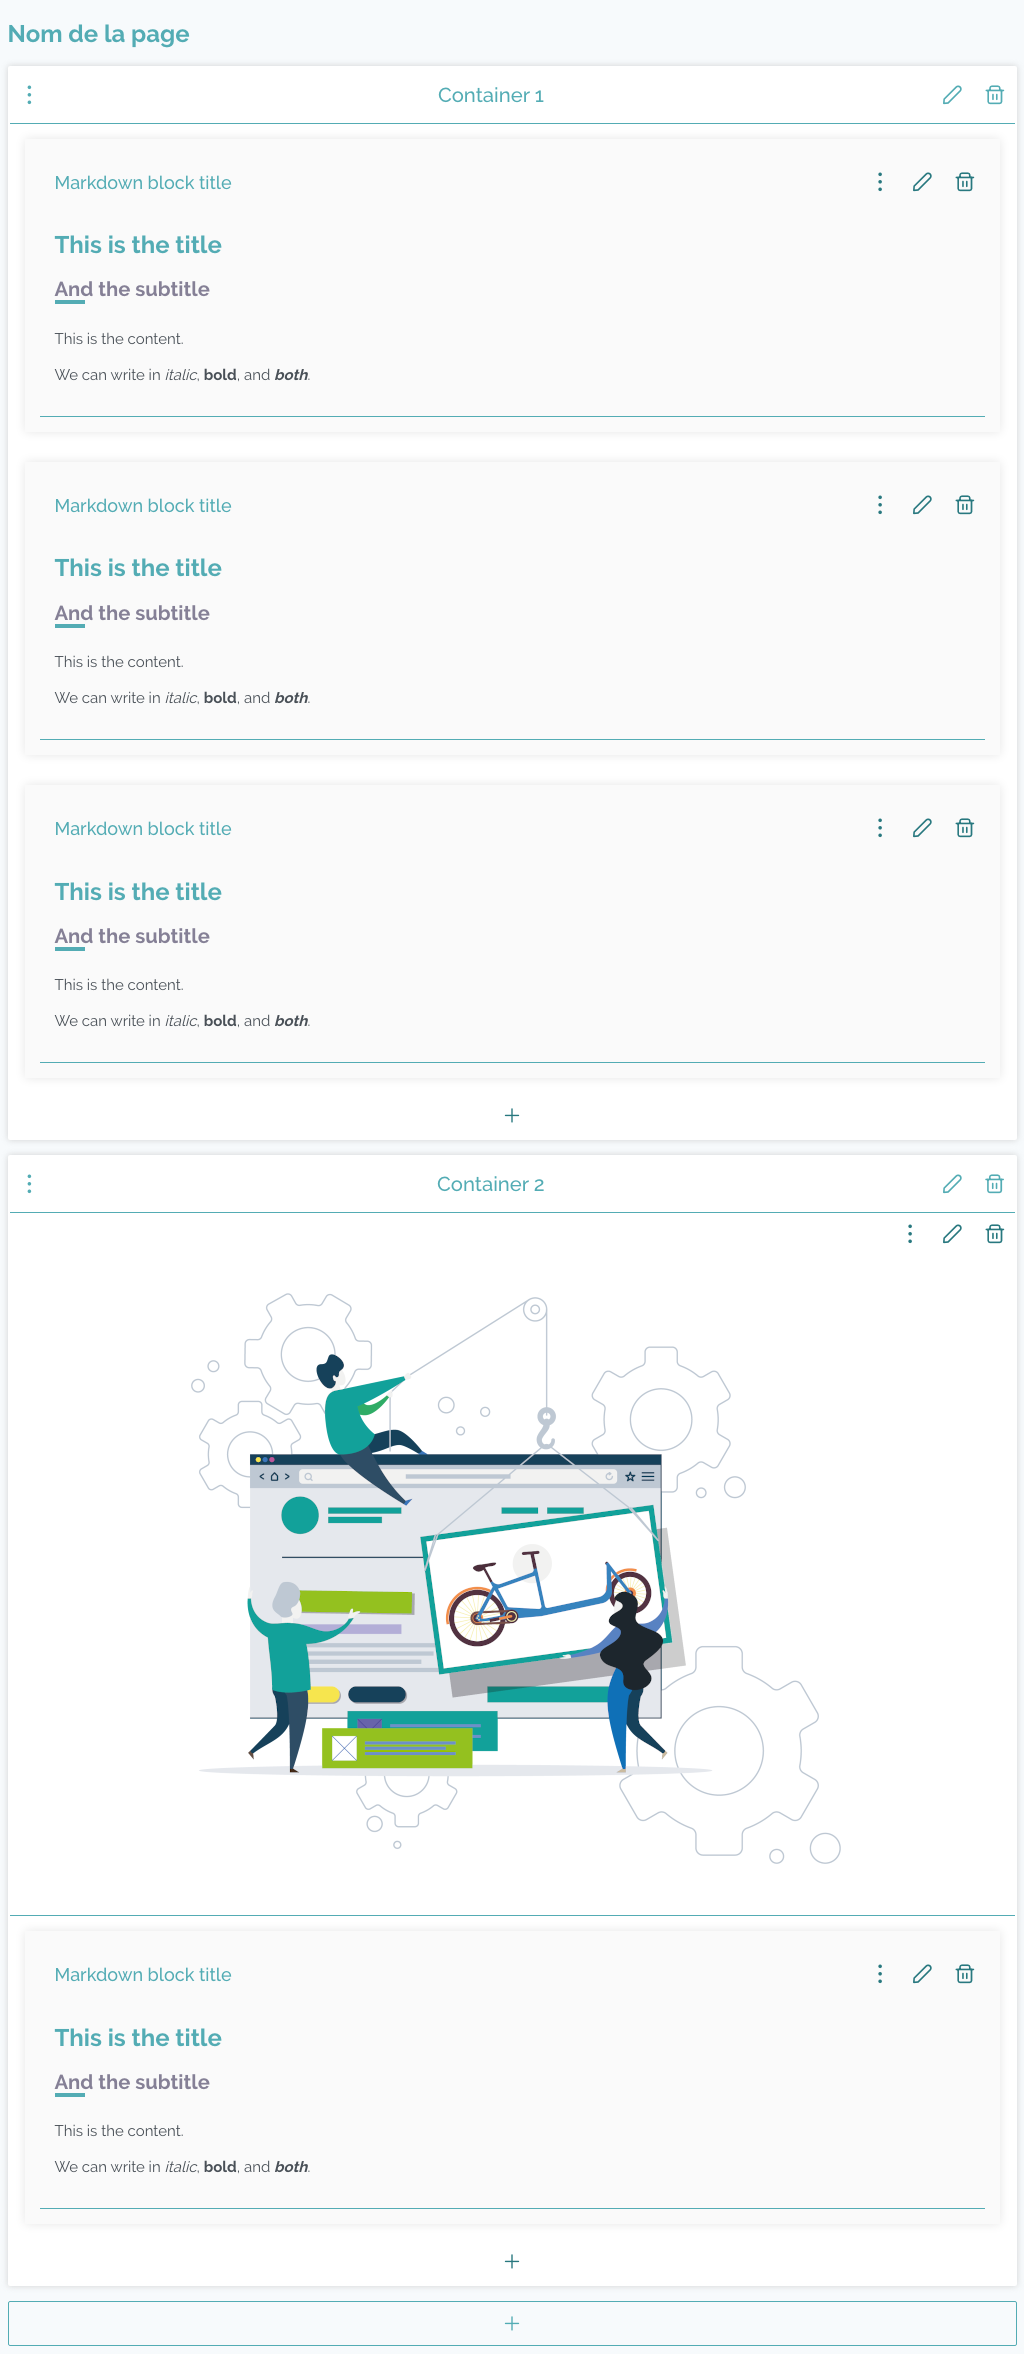 Nom de la page
Container 1
Markdown block title
This is the title
And the subtitle
This is the content.
We can write in italic, bold, and both.
Markdown block title
This is the title
And the subtitle
This is the content.
We can write in italic, bold, and both.
Markdown block title
This is the title
And the subtitle
This is the content.
We can write in italic, bold, and both.
Container 2
Markdown block title
This is the title
And the subtitle
This is the content.
We can write in italic, bold, and both.